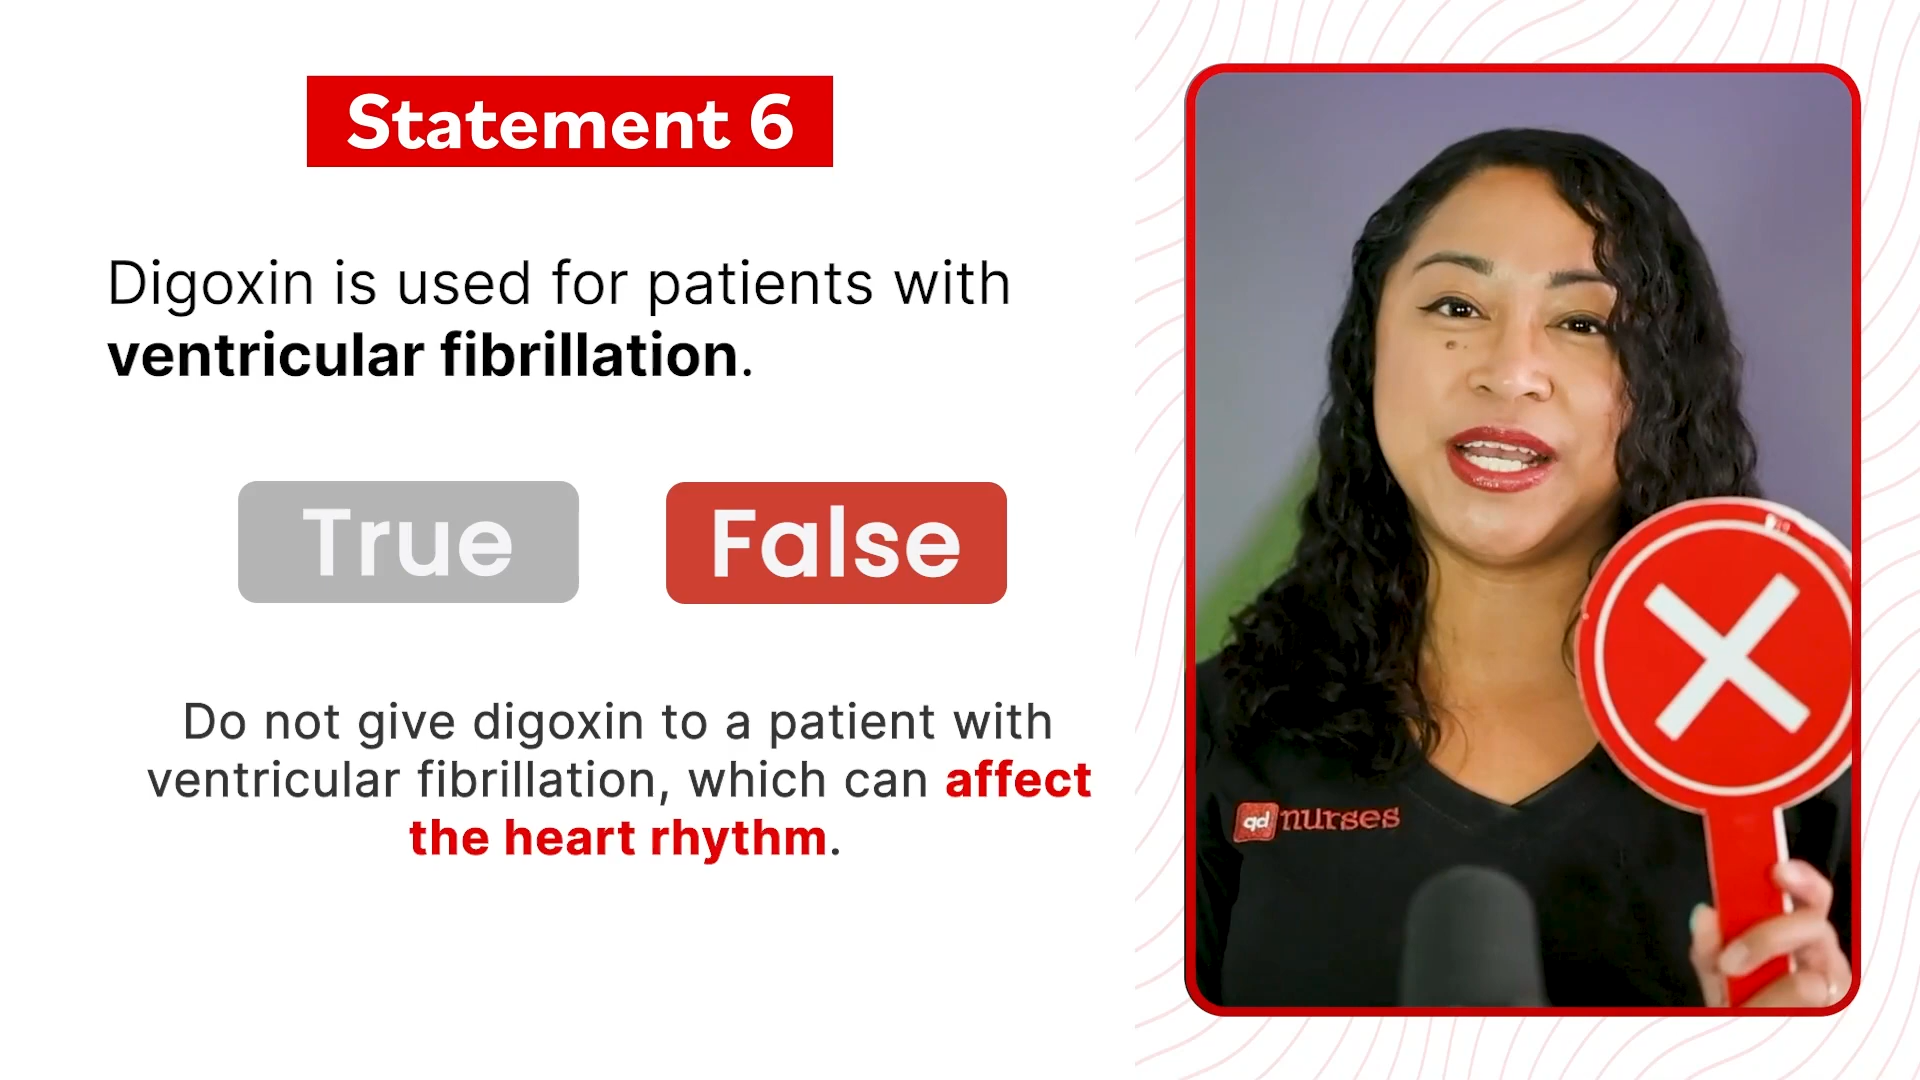 Statement 6
Digoxin is used for patients with
ventricular fibrillation.
True
False
Do not give digoxin to a patient with
ventricular fibrillation, which can affect
the heart rhythm.
qd nurses